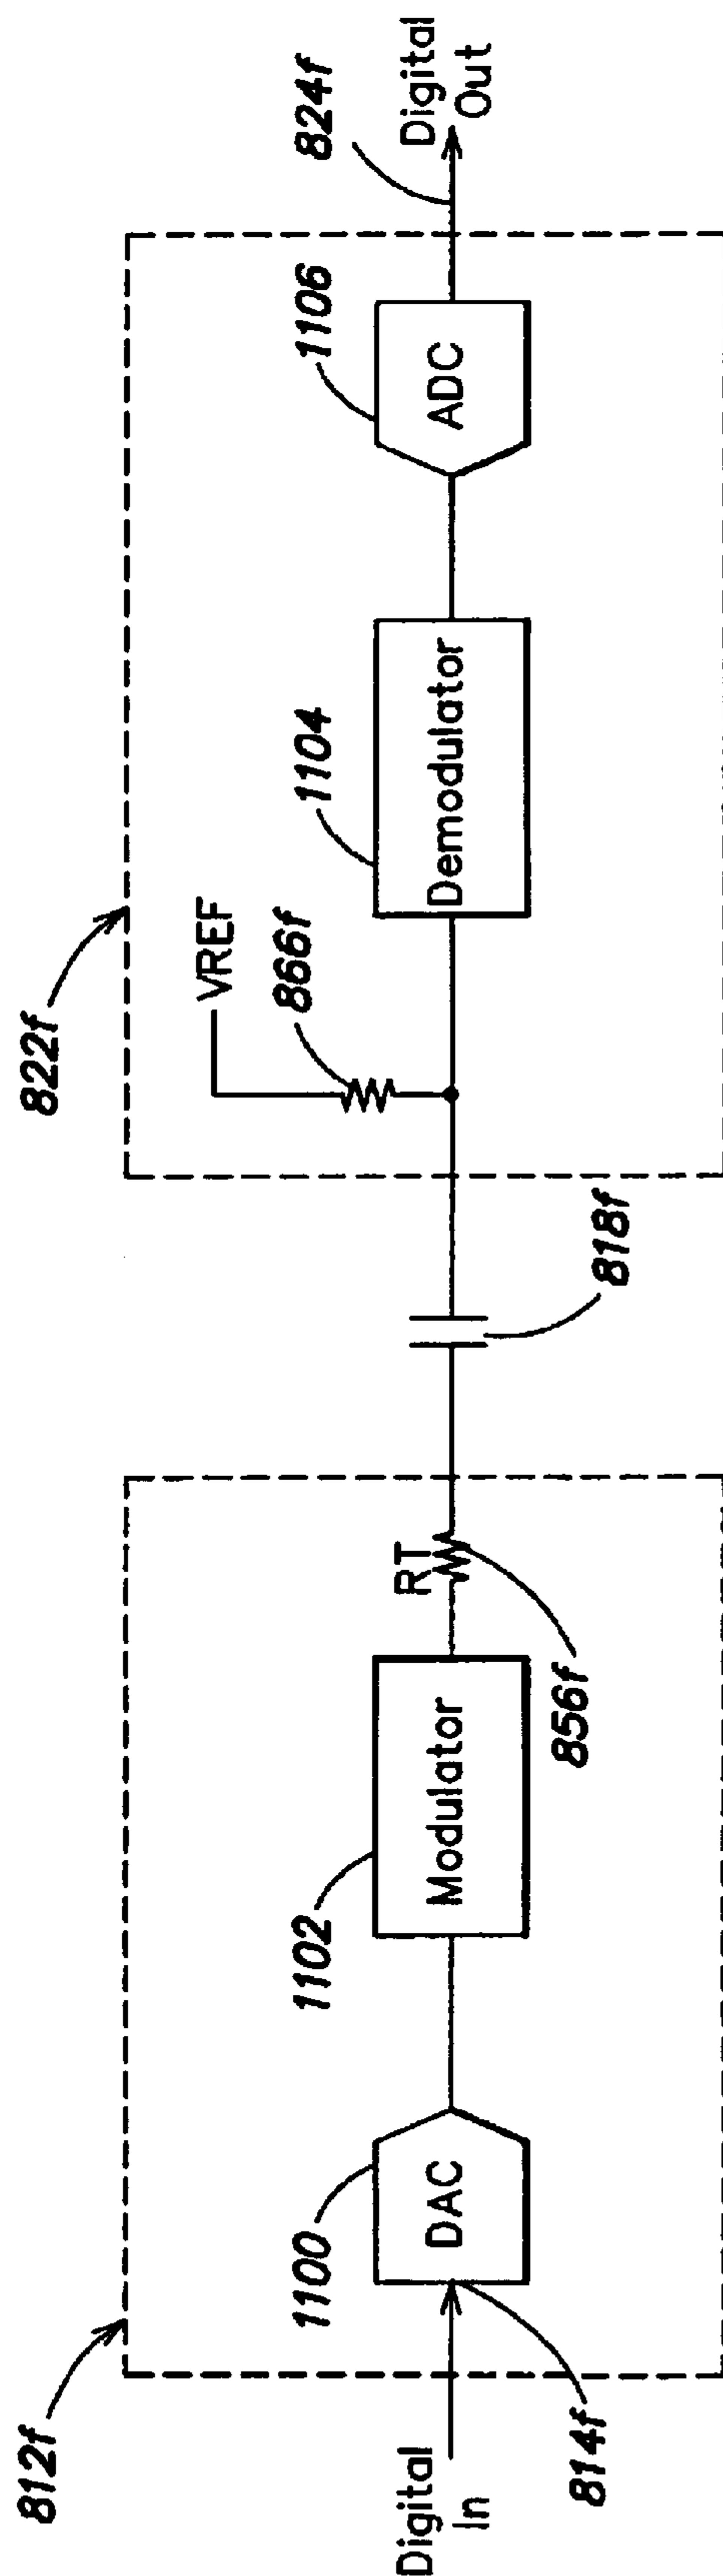 812f
822f
824f
1100
1102
VREF
866f
1104
1106
Digital
In
DAC
Modulator
RT
Demodulator
ADC
Digital
Out
814f
856f
818f